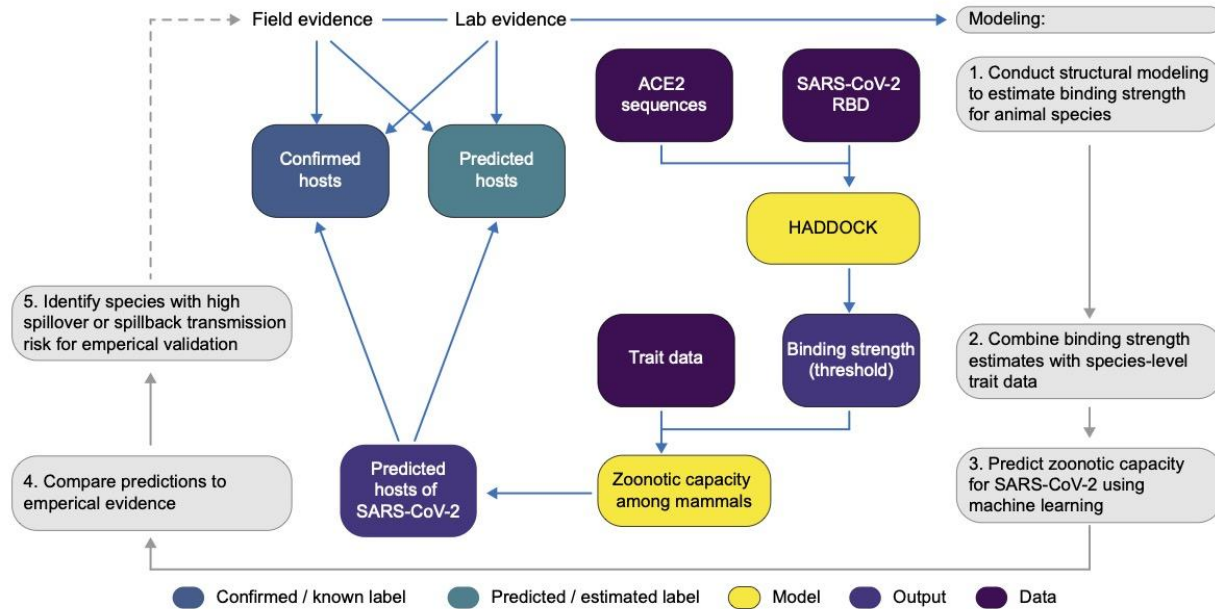 Field evidence
Lab evidence
Modeling:
ACE2
sequences
SARS-CoV-2
RBD
1. Conduct structural modeling
to estimate binding strength
for animal species
Confirmed
hosts
Predicted
hosts
HADDOCK
5. Identify species with high
spillover or spillback transmission
risk for emperical validation
Trait data
Binding strength
(threshold)
2. Combine binding strength
estimates with species-level
trait data
4. Compare predictions to
emperical evidence
Predicted
hosts of
SARS-CoV-2
Zoonotic capacity
among mammals
3. Predict zoonotic capacity
for SARS-CoV-2 using
machine learning
Confirmed / known label
Predicted / estimated label
Model
Output
Data